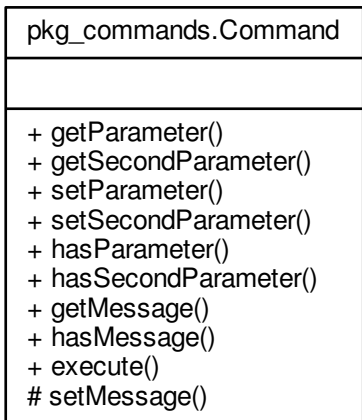 pkg_commands.Command
+ getParameter()
+ getSecondParameter()
+ setParameter()
+ setSecondParameter()
+ hasParameter()
+ hasSecondParameter()
+ getMessage()
+ hasMessage()
+ execute()
# setMessage()